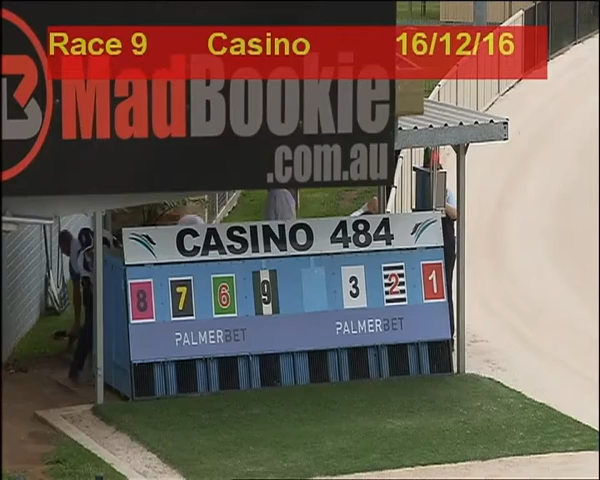 Race 9 Casino 16/12/16
MadBookie
.com.au
CASINO 484
8 7 6 9 3 2 1
PALMERBET PALMERBET